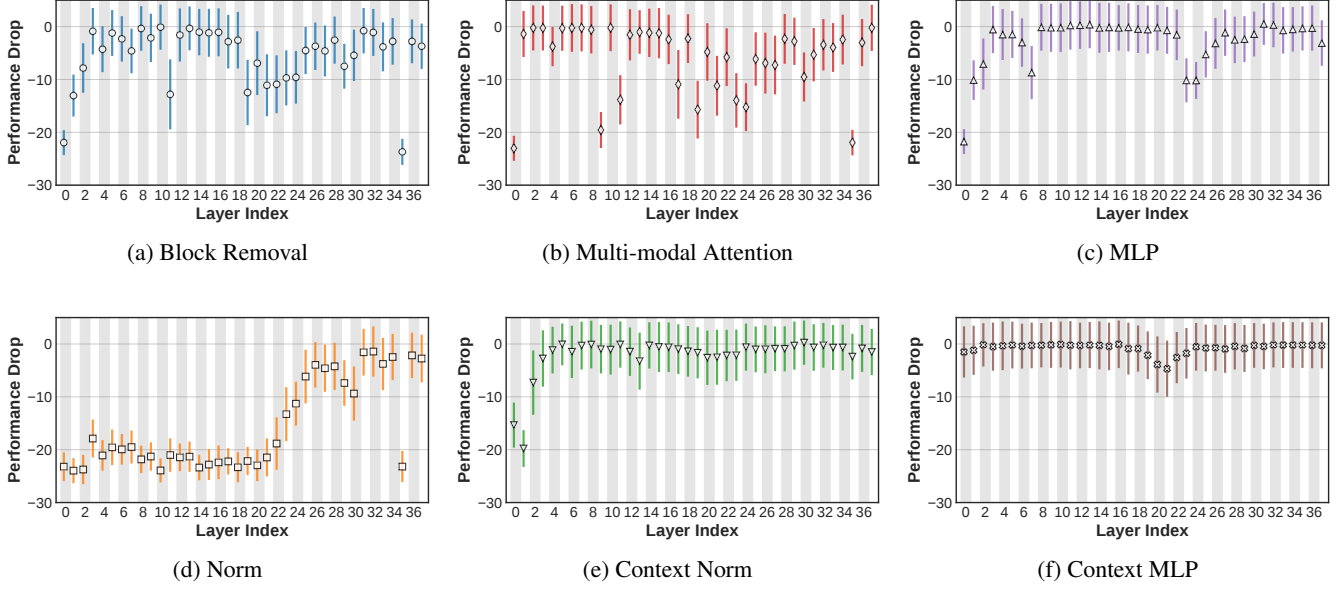 Performance Drop
0
−10
−20
−30
0 2 4 6 8 10 12 14 16 18 20 22 24 26 28 30 32 34 36
Layer Index
(a) Block Removal
Performance Drop
0
−10
−20
−30
0 2 4 6 8 10 12 14 16 18 20 22 24 26 28 30 32 34 36
Layer Index
(b) Multi-modal Attention
Performance Drop
0
−10
−20
−30
0 2 4 6 8 10 12 14 16 18 20 22 24 26 28 30 32 34 36
Layer Index
(c) MLP
Performance Drop
0
−10
−20
−30
0 2 4 6 8 10 12 14 16 18 20 22 24 26 28 30 32 34 36
Layer Index
(d) Norm
Performance Drop
0
−10
−20
−30
0 2 4 6 8 10 12 14 16 18 20 22 24 26 28 30 32 34 36
Layer Index
(e) Context Norm
Performance Drop
0
−10
−20
−30
0 2 4 6 8 10 12 14 16 18 20 22 24 26 28 30 32 34 36
Layer Index
(f) Context MLP